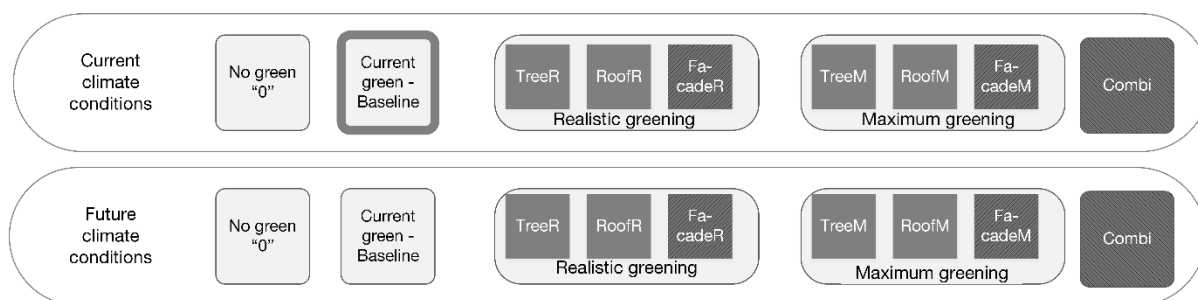 Current
climate
conditions
No green
“0”
Current
green -
Baseline
TreeR
RoofR
Fa-
cadeR
Realistic greening
TreeM
RoofM
Fa-
cadeM
Maximum greening
Combi
Future
climate
conditions
No green
“0”
Current
green -
Baseline
TreeR
RoofR
Fa-
cadeR
Realistic greening
TreeM
RoofM
Fa-
cadeM
Maximum greening
Combi